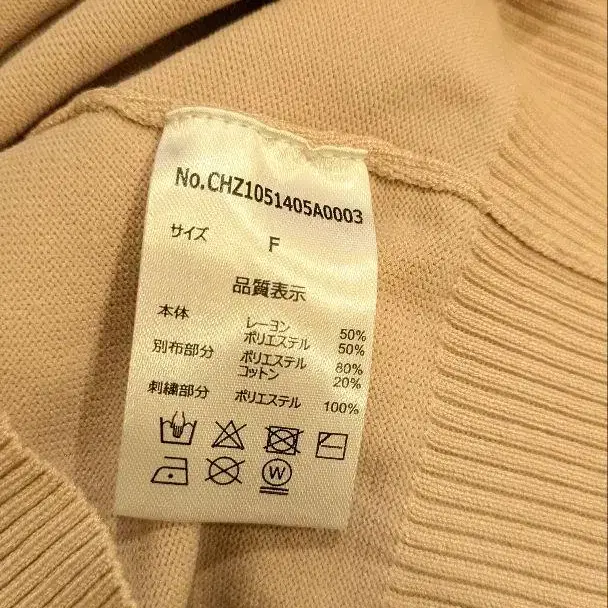 No.CHZ1051405A0003
サイズ F
品質表示
本体 レーヨン 50%
ポリエステル 50%
別布部分 ポリエステル 80%
コットン 20%
刺繍部分 ポリエステル 100%
W